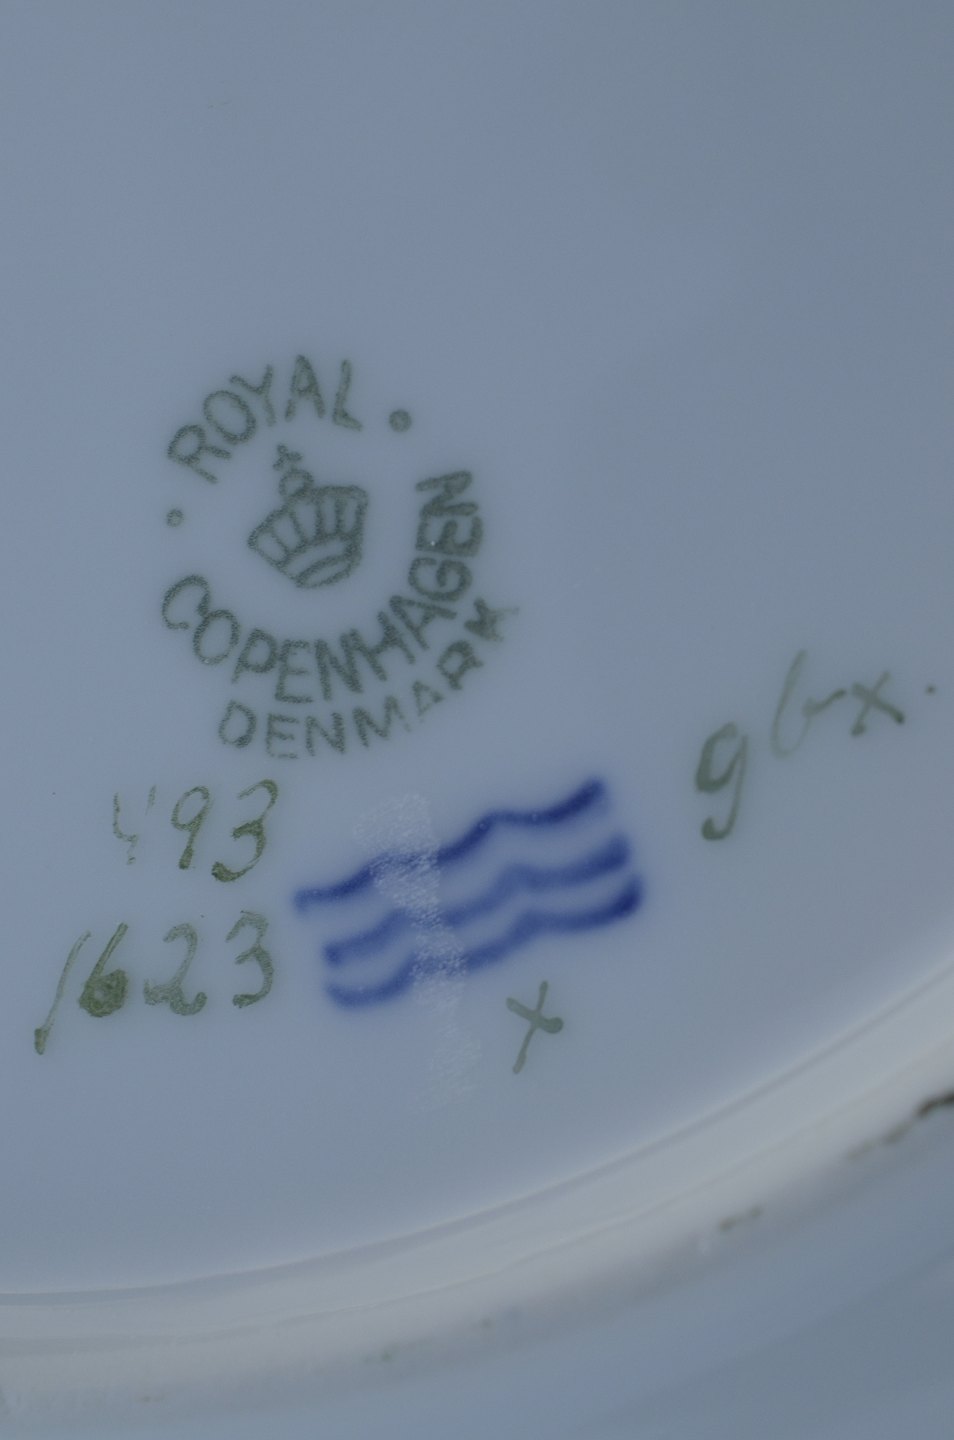 ROYAL
COPENHAGEN
DENMARK
493
1623
x